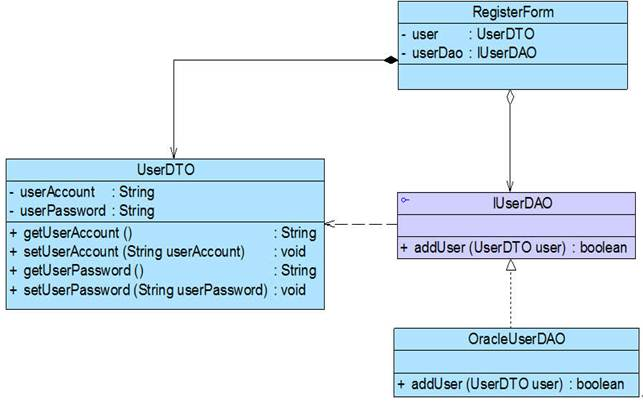 RegisterForm
- user : UserDTO
- userDao : IUserDAO
UserDTO
- userAccount : String
- userPassword : String
+ getUserAccount () : String
+ setUserAccount (String userAccount) : void
+ getUserPassword () : String
+ setUserPassword (String userPassword) : void
IUserDAO
+ addUser (UserDTO user) : boolean
OracleUserDAO
+ addUser (UserDTO user) : boolean